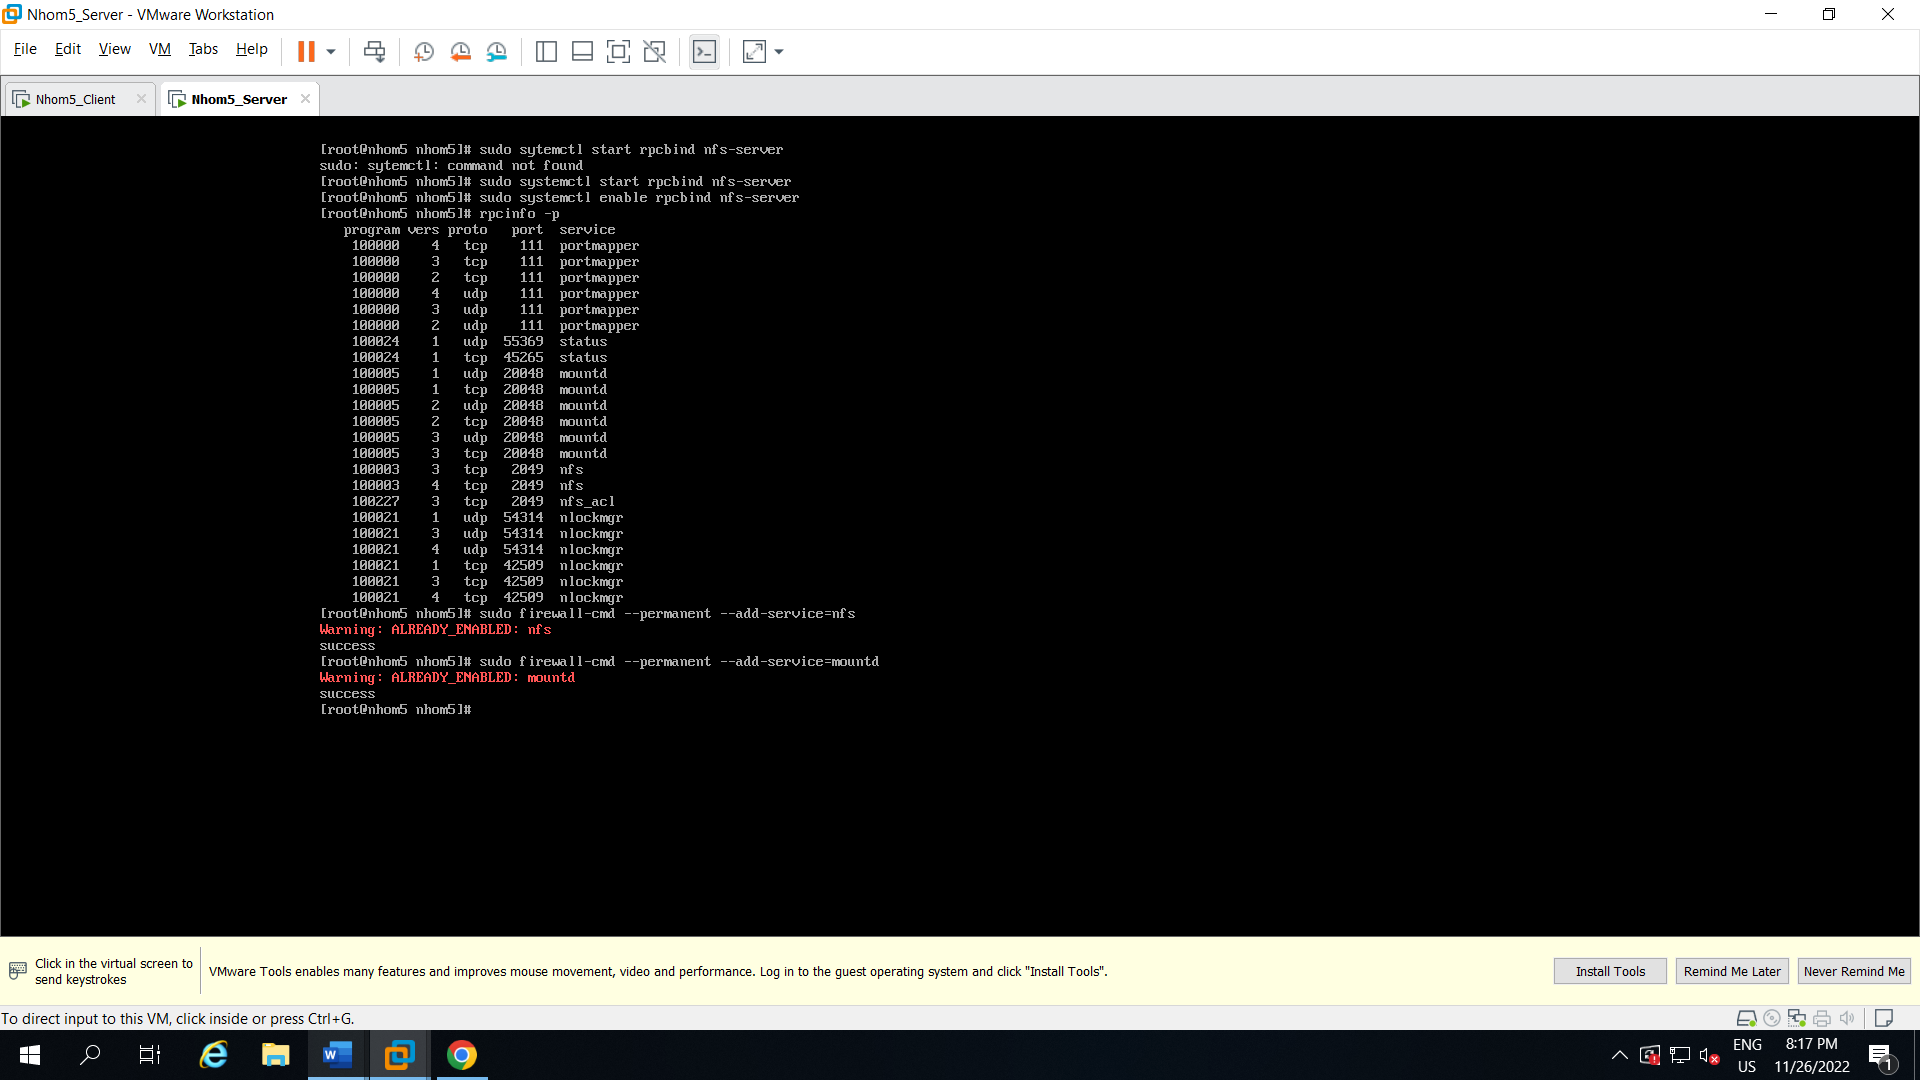 Nhom5_Server - VMware Workstation
File Edit View VM Tabs Help
Nhom5_Client Nhom5_Server
[root@nhom5 nhom5]# sudo sytemctl start rpcbind nfs-server
sudo: sytemctl: command not found
[root@nhom5 nhom5]# sudo systemctl start rpcbind nfs-server
[root@nhom5 nhom5]# sudo systemctl enable rpcbind nfs-server
[root@nhom5 nhom5]# rpcinfo -p
program vers proto port service
100000 4 tcp 111 portmapper
100000 3 tcp 111 portmapper
100000 2 tcp 111 portmapper
100000 4 udp 111 portmapper
100000 3 udp 111 portmapper
100000 2 udp 111 portmapper
100024 1 udp 55369 status
100024 1 tcp 45265 status
100005 1 udp 20048 mountd
100005 1 tcp 20048 mountd
100005 2 udp 20048 mountd
100005 2 tcp 20048 mountd
100005 3 udp 20048 mountd
100005 3 tcp 20048 mountd
100003 3 tcp 2049 nfs
100003 4 tcp 2049 nfs
100227 3 tcp 2049 nfs_acl
100021 1 udp 54314 nlockmgr
100021 3 udp 54314 nlockmgr
100021 4 udp 54314 nlockmgr
100021 1 tcp 42509 nlockmgr
100021 3 tcp 42509 nlockmgr
100021 4 tcp 42509 nlockmgr
[root@nhom5 nhom5]# sudo firewall-cmd --permanent --add-service=nfs
Warning: ALREADY_ENABLED: nfs
success
[root@nhom5 nhom5]# sudo firewall-cmd --permanent --add-service=mountd
Warning: ALREADY_ENABLED: mountd
success
[root@nhom5 nhom5]#
Click in the virtual screen to
send keystrokes
VMware Tools enables many features and improves mouse movement, video and performance. Log in to the guest operating system and click "Install Tools".
Install Tools Remind Me Later Never Remind Me
To direct input to this VM, click inside or press Ctrl+G.
ENG 8:17 PM
US 11/26/2022 1